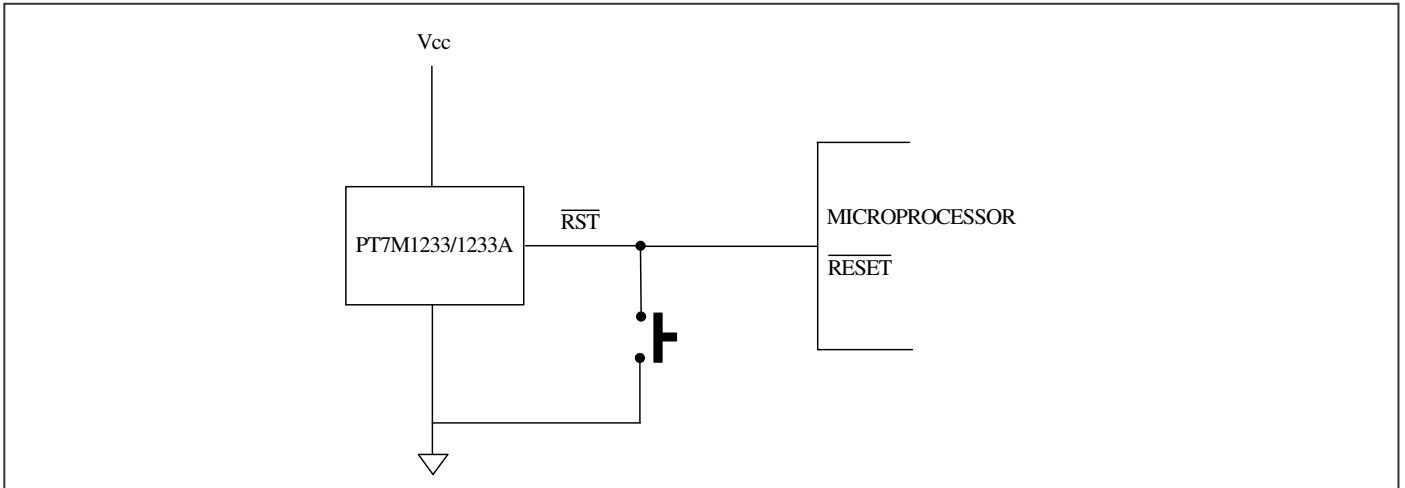 Vcc
PT7M1233/1233A
RST
MICROPROCESSOR
RESET